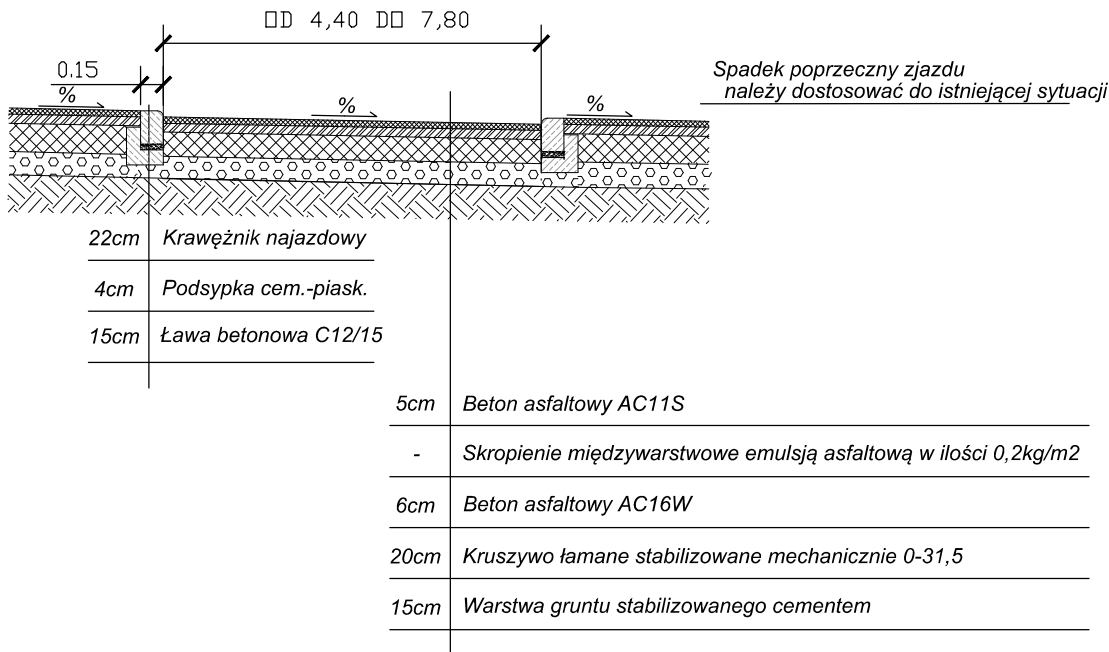 OD 4,40 DO 7,80
0.15
%
%
%
Spadek poprzeczny zjazdu
należy dostosować do istniejącej sytuacji
22cm Krawężnik najazdowy
4cm Podsypka cem.-piask.
15cm Ława betonowa C12/15
5cm Beton asfaltowy AC11S
- Skropienie międzywarstwowe emulsją asfaltową w ilości 0,2kg/m2
6cm Beton asfaltowy AC16W
20cm Kruszywo łamane stabilizowane mechanicznie 0-31,5
15cm Warstwa gruntu stabilizowanego cementem